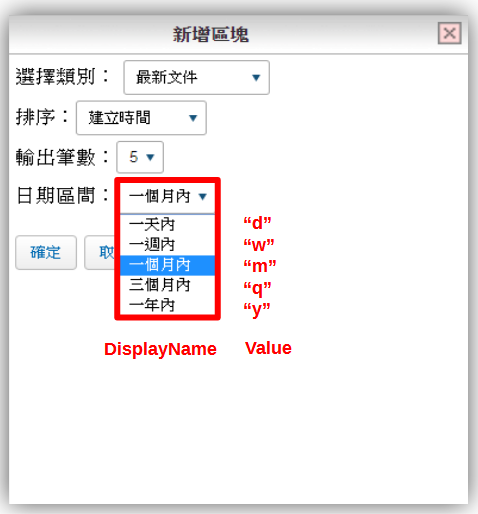 新增區塊
選擇類別： 最新文件
排序： 建立時間
輸出筆數： 5
日期區間： 一個月內
一天內 “d”
一週內 “w”
一個月內 “m”
三個月內 “q”
一年內 “y”
確定 取
DisplayName Value